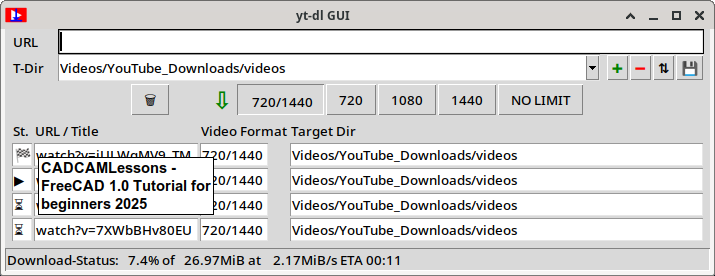 yt-dl GUI
URL
T-Dir Videos/YouTube_Downloads/videos
720/1440 720 1080 1440 NO LIMIT
St. URL / Title Video Format Target Dir
720/1440 Videos/YouTube_Downloads/videos
CADCAMLessons -
FreeCAD 1.0 Tutorial for
beginners 2025
720/1440 Videos/YouTube_Downloads/videos
720/1440 Videos/YouTube_Downloads/videos
watch?v=7XWbBHv80EU 720/1440 Videos/YouTube_Downloads/videos
Download-Status: 7.4% of 26.97MiB at 2.17MiB/s ETA 00:11